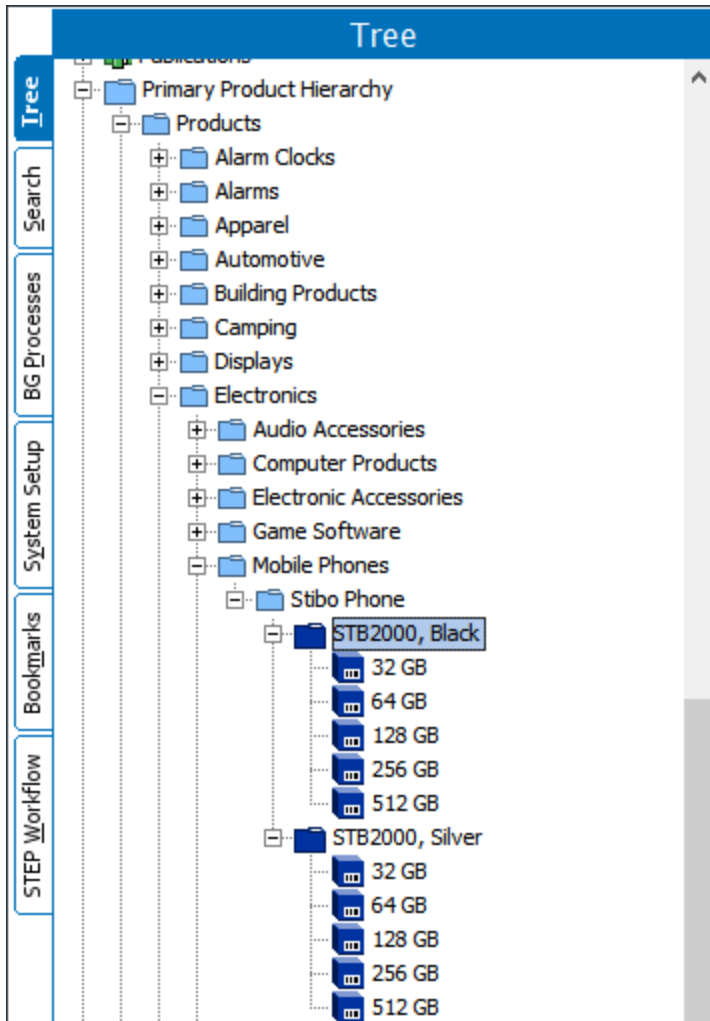 Tree
Publications
Primary Product Hierarchy
Products
Alarm Clocks
Alarms
Apparel
Automotive
Building Products
Camping
Displays
Electronics
Audio Accessories
Computer Products
Electronic Accessories
Game Software
Mobile Phones
Stibo Phone
STB2000, Black
32 GB
64 GB
128 GB
256 GB
512 GB
STB2000, Silver
32 GB
64 GB
128 GB
256 GB
512 GB
Tree
Search
BG Processes
System Setup
Bookmarks
STEP Workflow